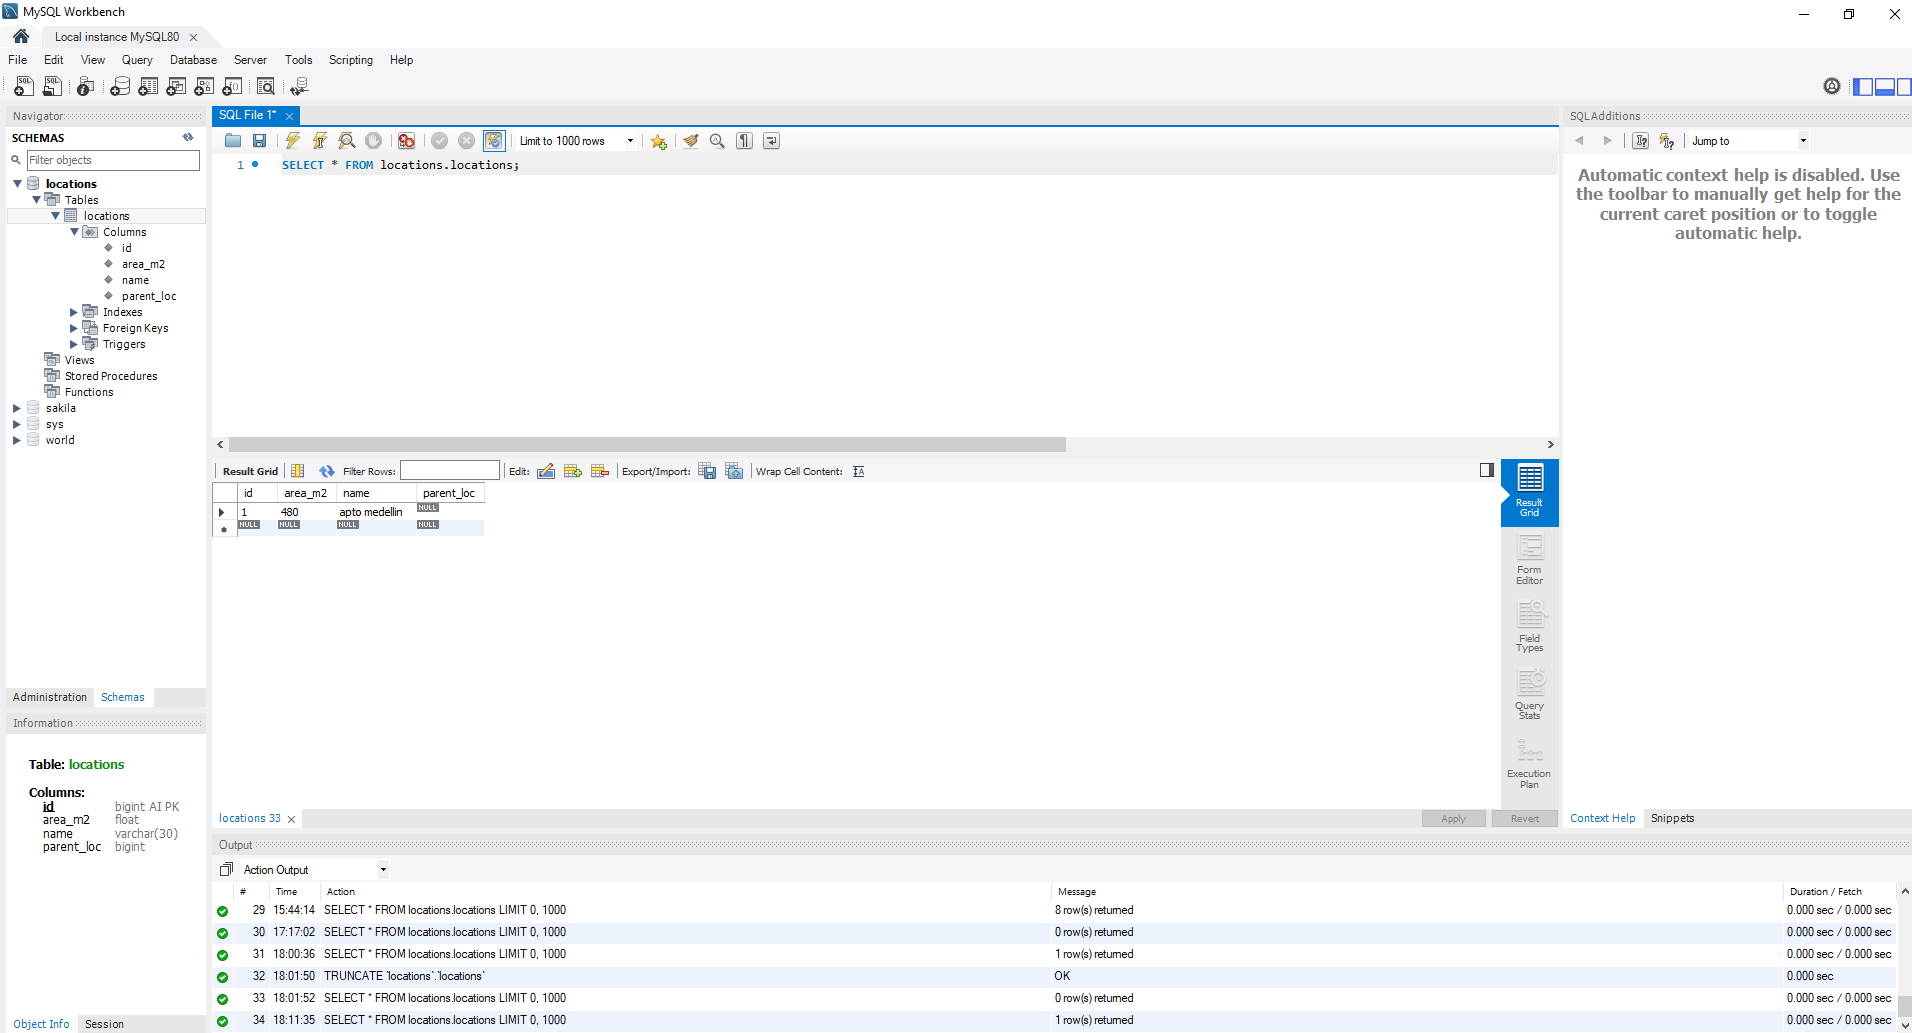 MySQL Workbench
Local instance MySQL80
File Edit View Query Database Server Tools Scripting Help
Navigator
SCHEMAS
Filter objects
locations
Tables
locations
Columns
id
area_m2
name
parent_loc
Indexes
Foreign Keys
Triggers
Views
Stored Procedures
Functions
sakila
sys
world
Administration Schemas
Information
Table: locations
Columns:
id bigint AI PK
area_m2 float
name varchar(30)
parent_loc bigint
Object Info Session
SQL File 1*
Limit to 1000 rows
1 SELECT * FROM locations.locations;
Result Grid Filter Rows: Edit: Export/Import: Wrap Cell Content:
id area_m2 name parent_loc
1 480 apto medellin NULL
NULL NULL NULL NULL
Result Grid
Form Editor
Field Types
Query Stats
Execution Plan
locations 33
Apply Revert
Output
Action Output
# Time Action Message Duration / Fetch
29 15:44:14 SELECT * FROM locations.locations LIMIT 0, 1000 8 row(s) returned 0.000 sec / 0.000 sec
30 17:17:02 SELECT * FROM locations.locations LIMIT 0, 1000 0 row(s) returned 0.000 sec / 0.000 sec
31 18:00:36 SELECT * FROM locations.locations LIMIT 0, 1000 1 row(s) returned 0.000 sec / 0.000 sec
32 18:01:50 TRUNCATE `locations`.`locations` OK 0.000 sec
33 18:01:52 SELECT * FROM locations.locations LIMIT 0, 1000 0 row(s) returned 0.000 sec / 0.000 sec
34 18:11:35 SELECT * FROM locations.locations LIMIT 0, 1000 1 row(s) returned 0.000 sec / 0.000 sec
SQLAdditions
Jump to
Automatic context help is disabled. Use
the toolbar to manually get help for the
current caret position or to toggle
automatic help.
Context Help Snippets